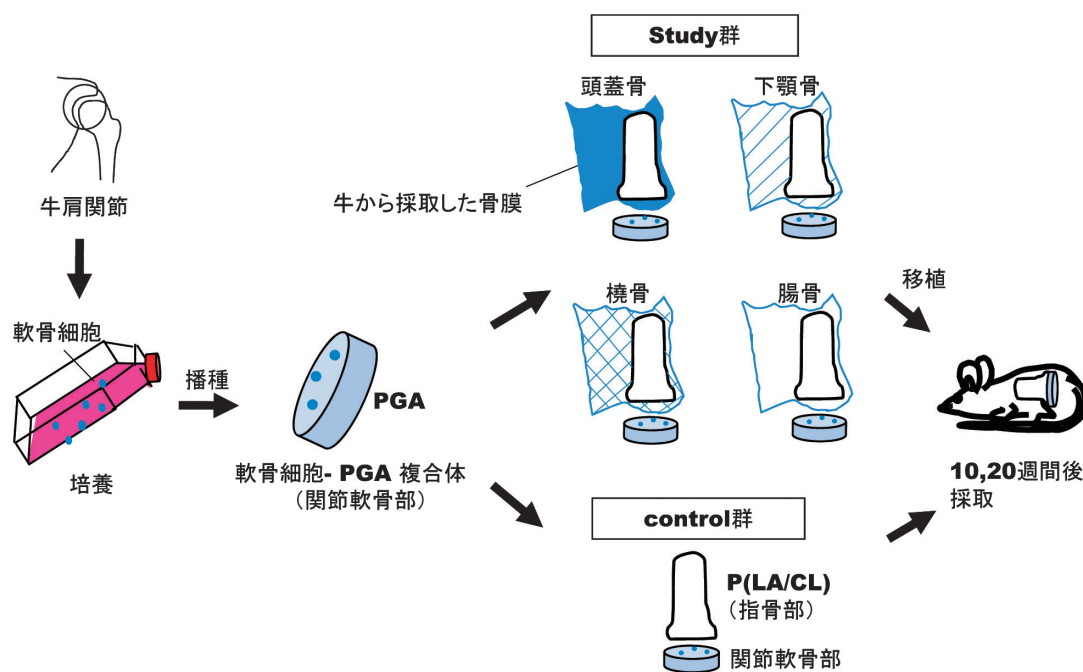 Study群
頭蓋骨
下顎骨
牛肩関節
牛から採取した骨膜
橈骨
腸骨
移植
軟骨細胞
播種
PGA
培養
軟骨細胞- PGA 複合体
（関節軟骨部）
10,20週間後
採取
control群
P(LA/CL)
（指骨部）
関節軟骨部